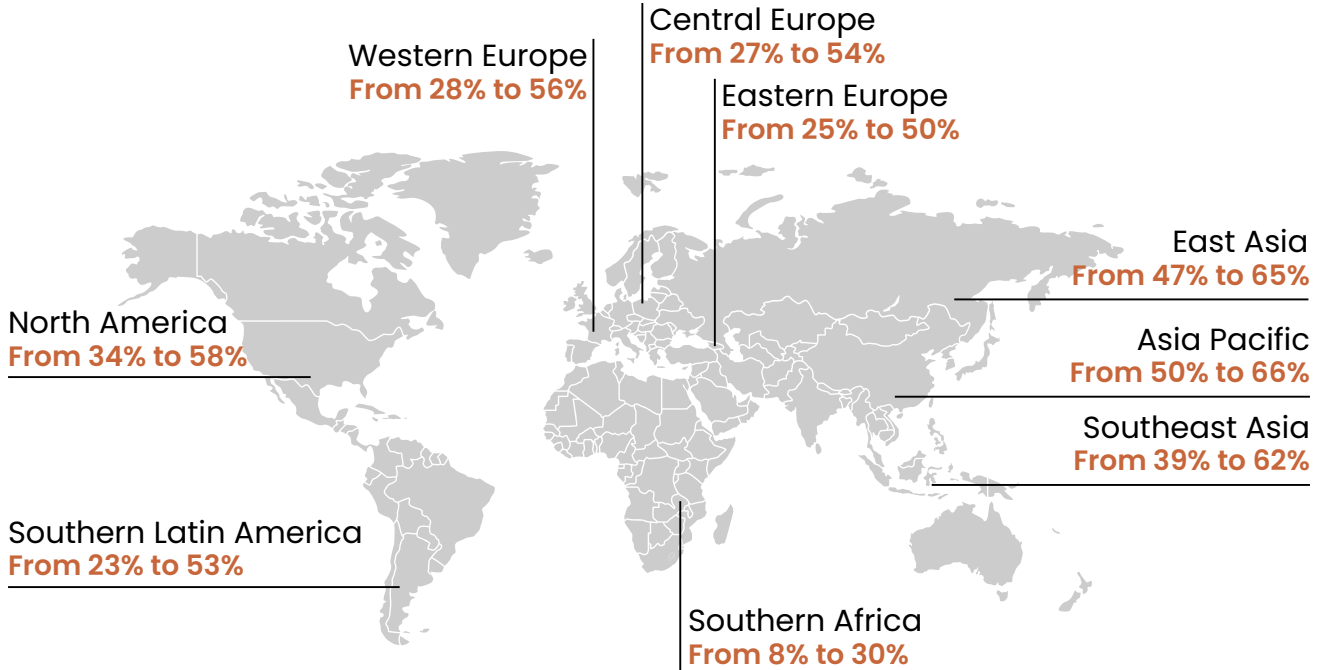 Central Europe
From 27% to 54%
Western Europe
From 28% to 56%
Eastern Europe
From 25% to 50%
East Asia
From 47% to 65%
North America
From 34% to 58%
Asia Pacific
From 50% to 66%
Southeast Asia
From 39% to 62%
Southern Latin America
From 23% to 53%
Southern Africa
From 8% to 30%